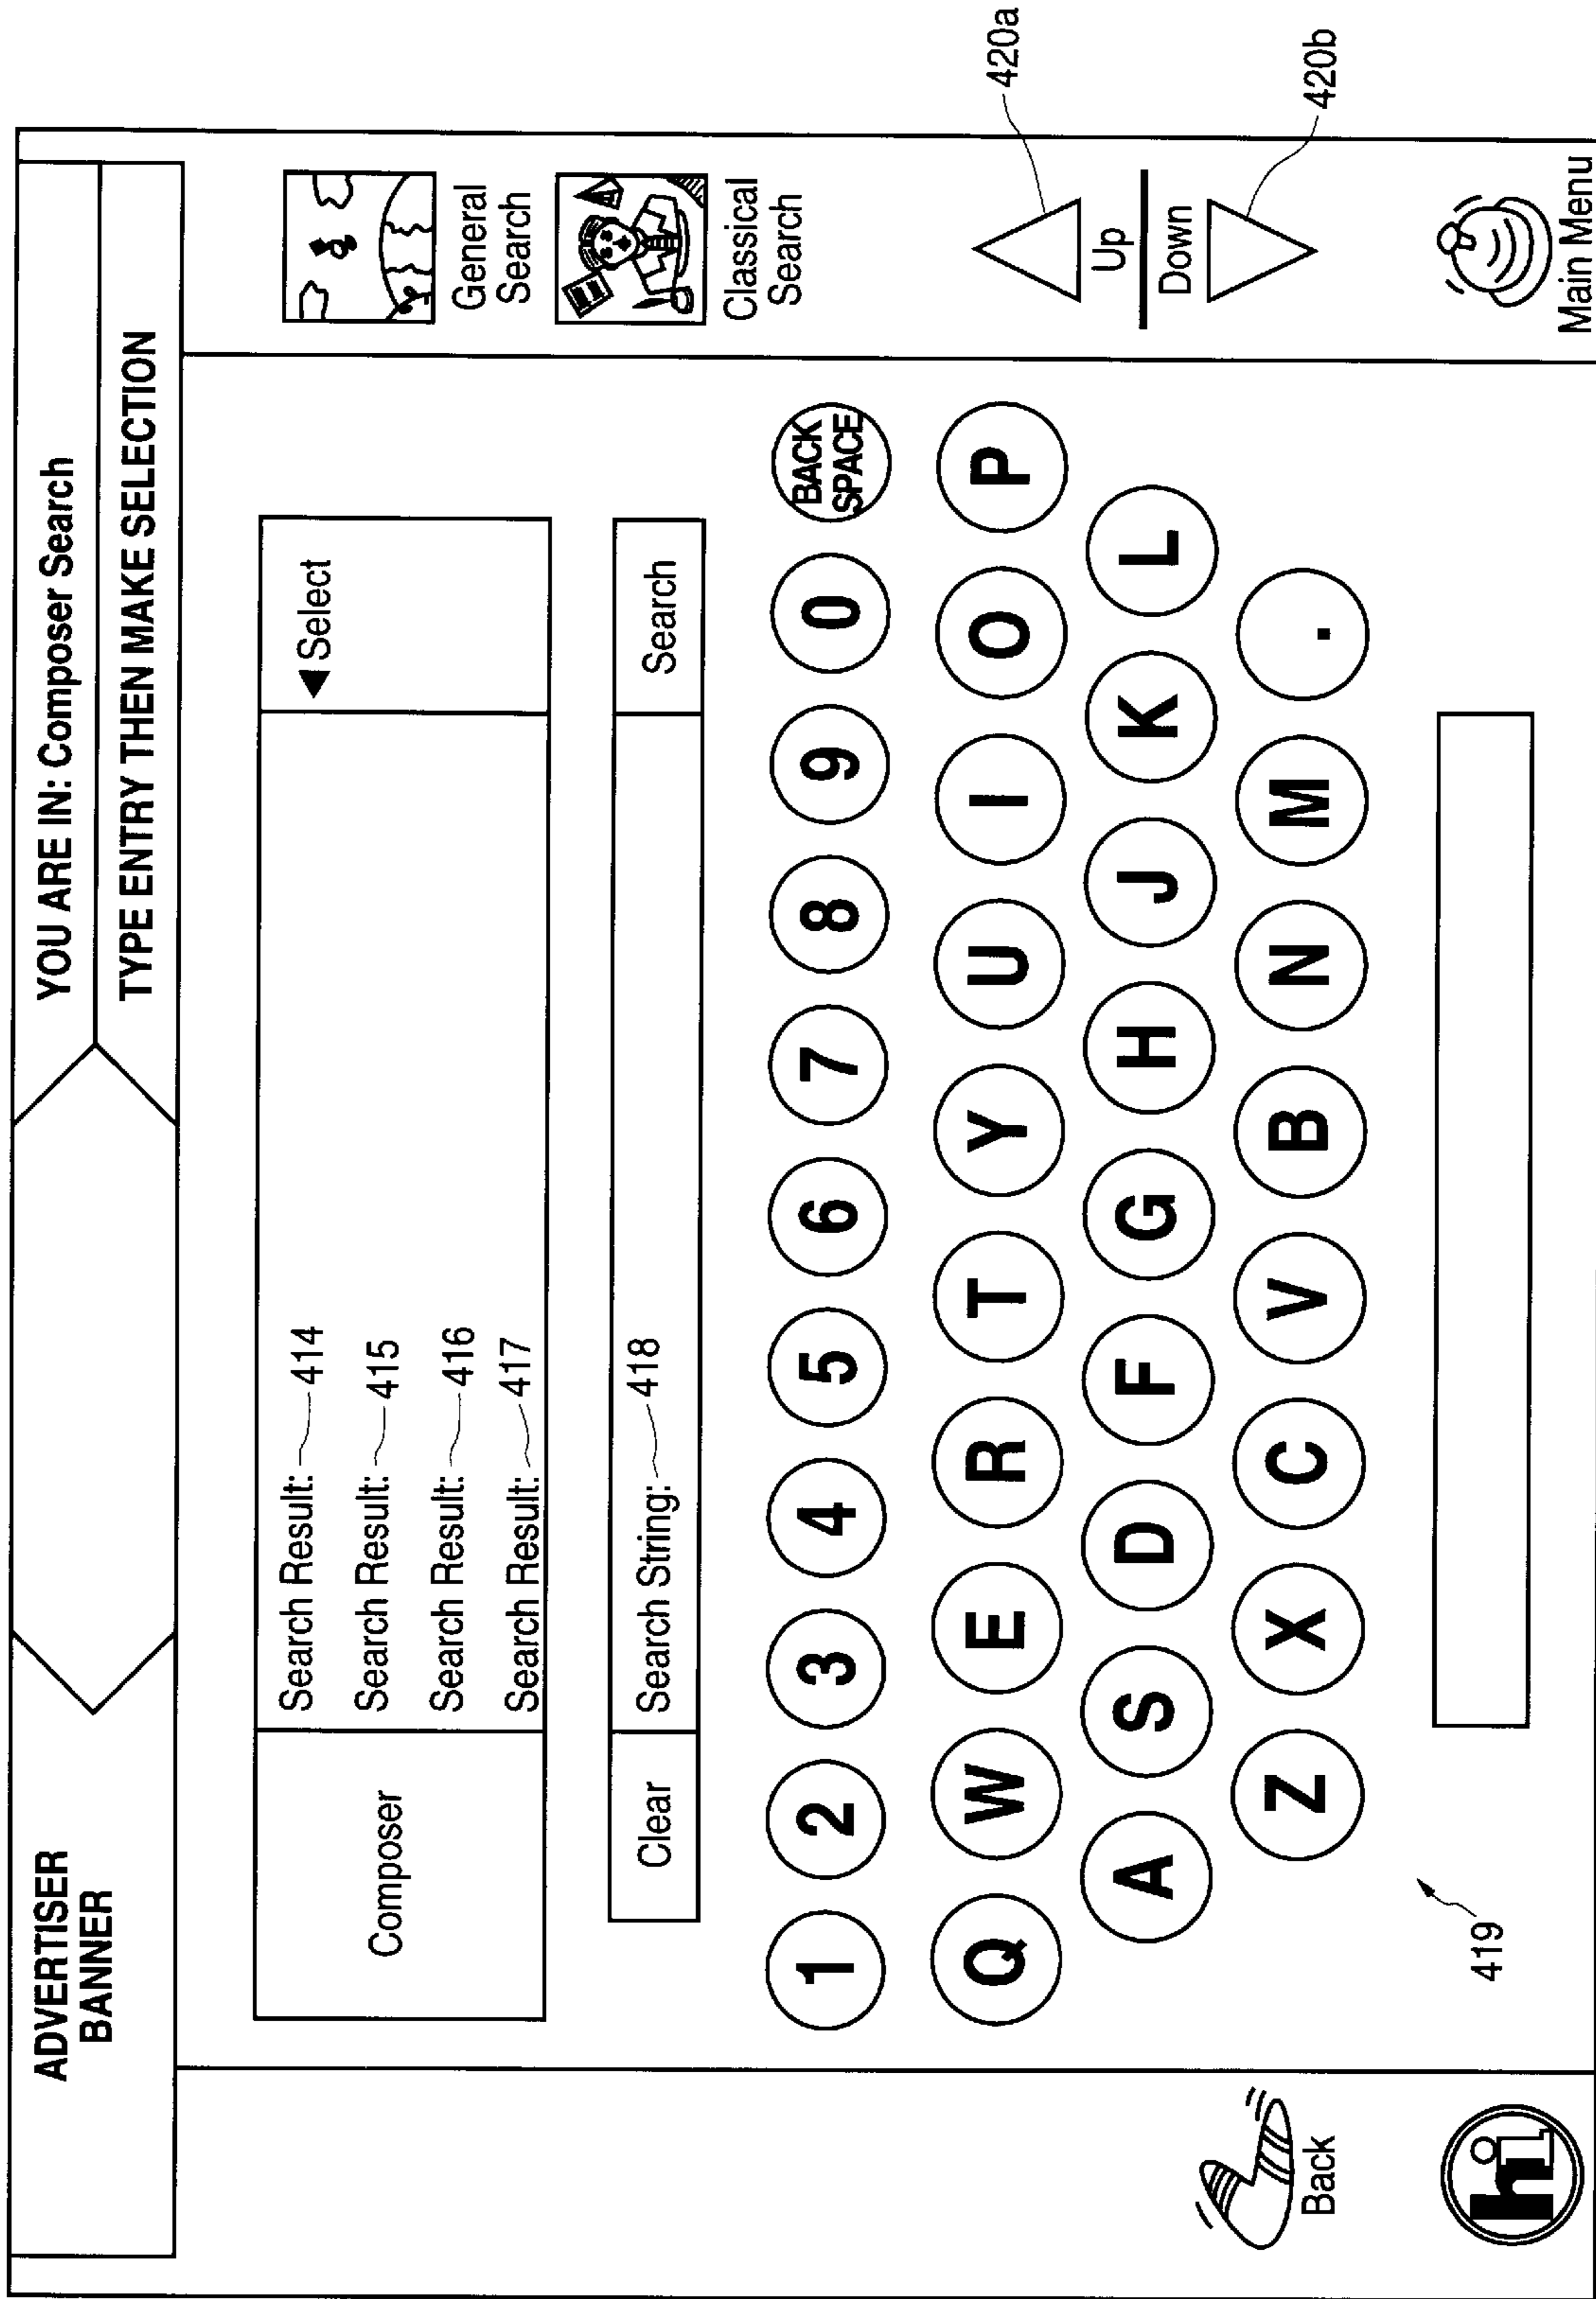 ADVERTISER
BANNER
YOU ARE IN: Composer Search
TYPE ENTRY THEN MAKE SELECTION
Composer
Search Result: 414
Search Result: 415
Search Result: 416
Search Result: 417
◀ Select
Clear
Search String: 418
Search
1 2 3 4 5 6 7 8 9 0 BACK
SPACE
Q W E R T Y U I O P
A S D F G H J K L
Z X C V B N M .
419
General
Search
Classical
Search
420a
Up
Down
420b
Back
hi
Main Menu